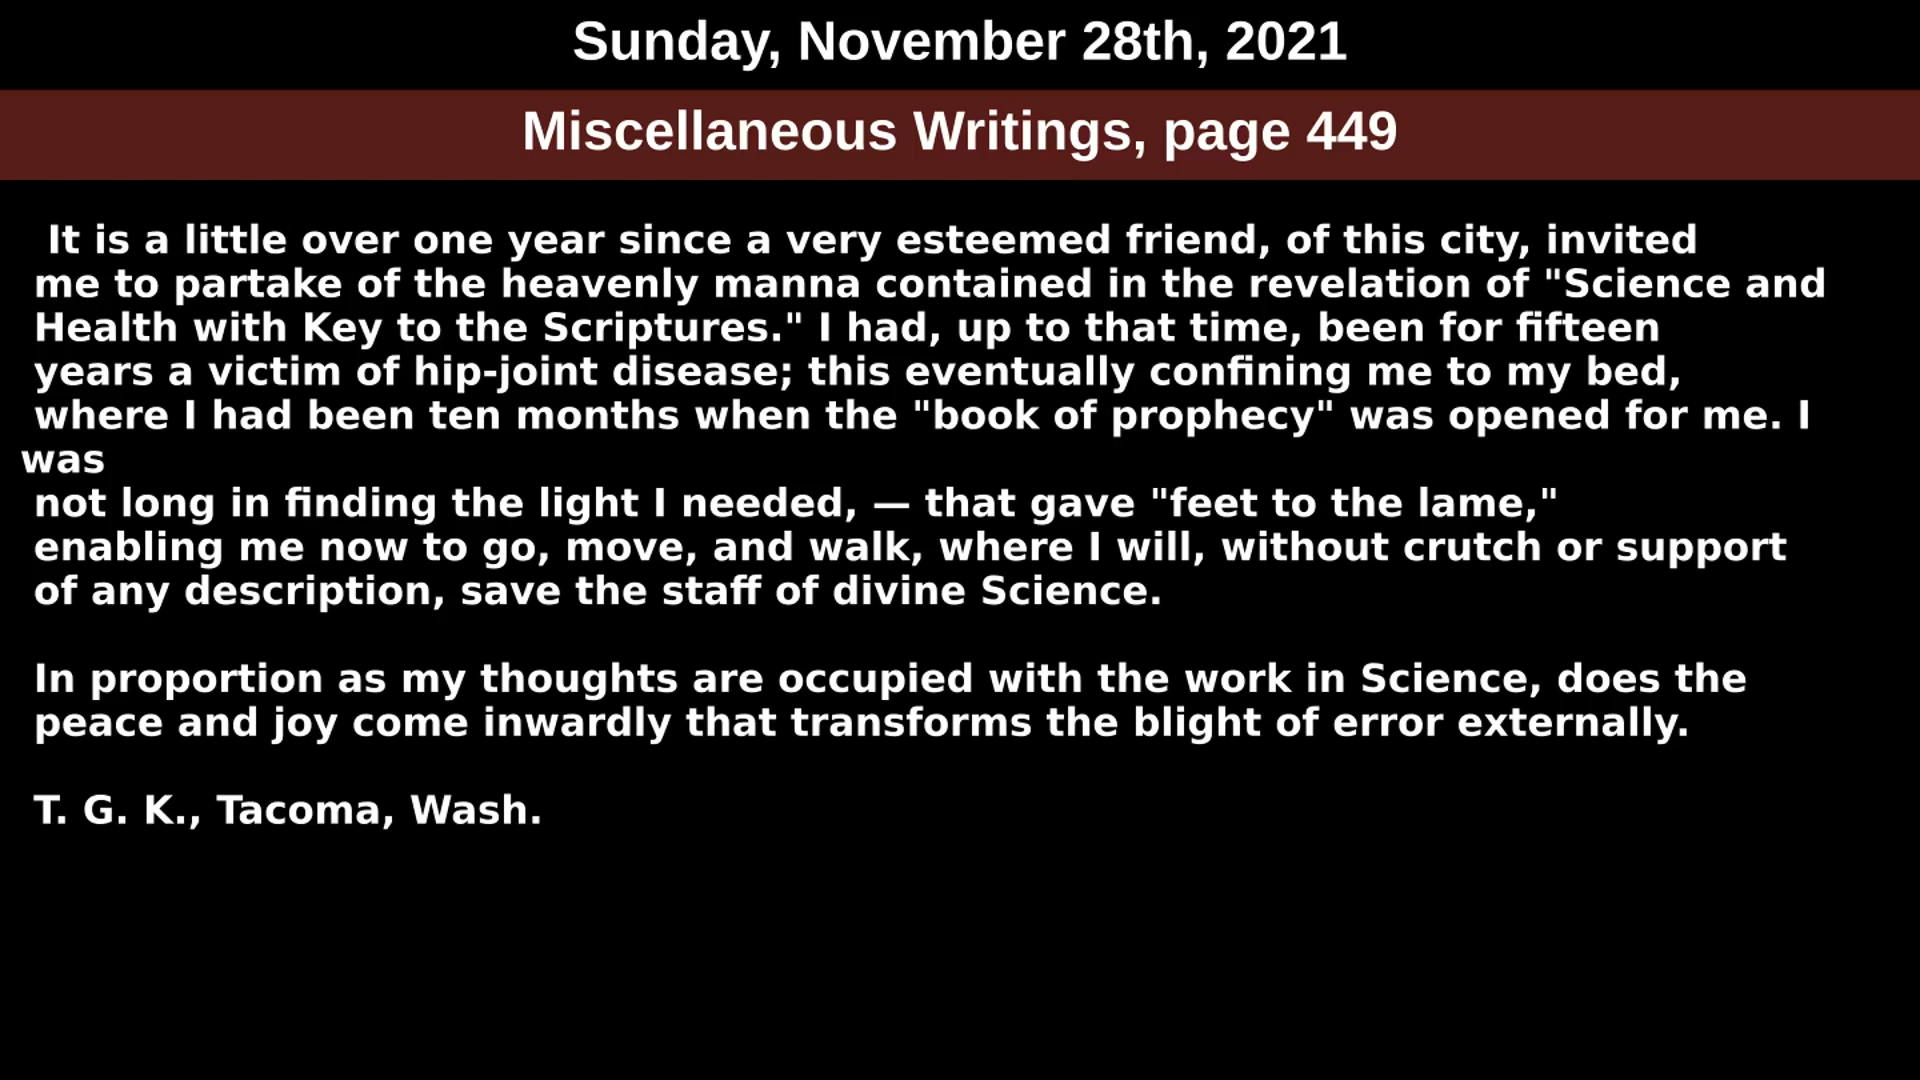 Sunday, November 28th, 2021
Miscellaneous Writings, page 449
It is a little over one year since a very esteemed friend, of this city, invited
me to partake of the heavenly manna contained in the revelation of "Science and
Health with Key to the Scriptures." I had, up to that time, been for fifteen
years a victim of hip-joint disease; this eventually confining me to my bed,
where I had been ten months when the "book of prophecy" was opened for me. I
was
not long in finding the light I needed, — that gave "feet to the lame,"
enabling me now to go, move, and walk, where I will, without crutch or support
of any description, save the staff of divine Science.
In proportion as my thoughts are occupied with the work in Science, does the
peace and joy come inwardly that transforms the blight of error externally.
T. G. K., Tacoma, Wash.